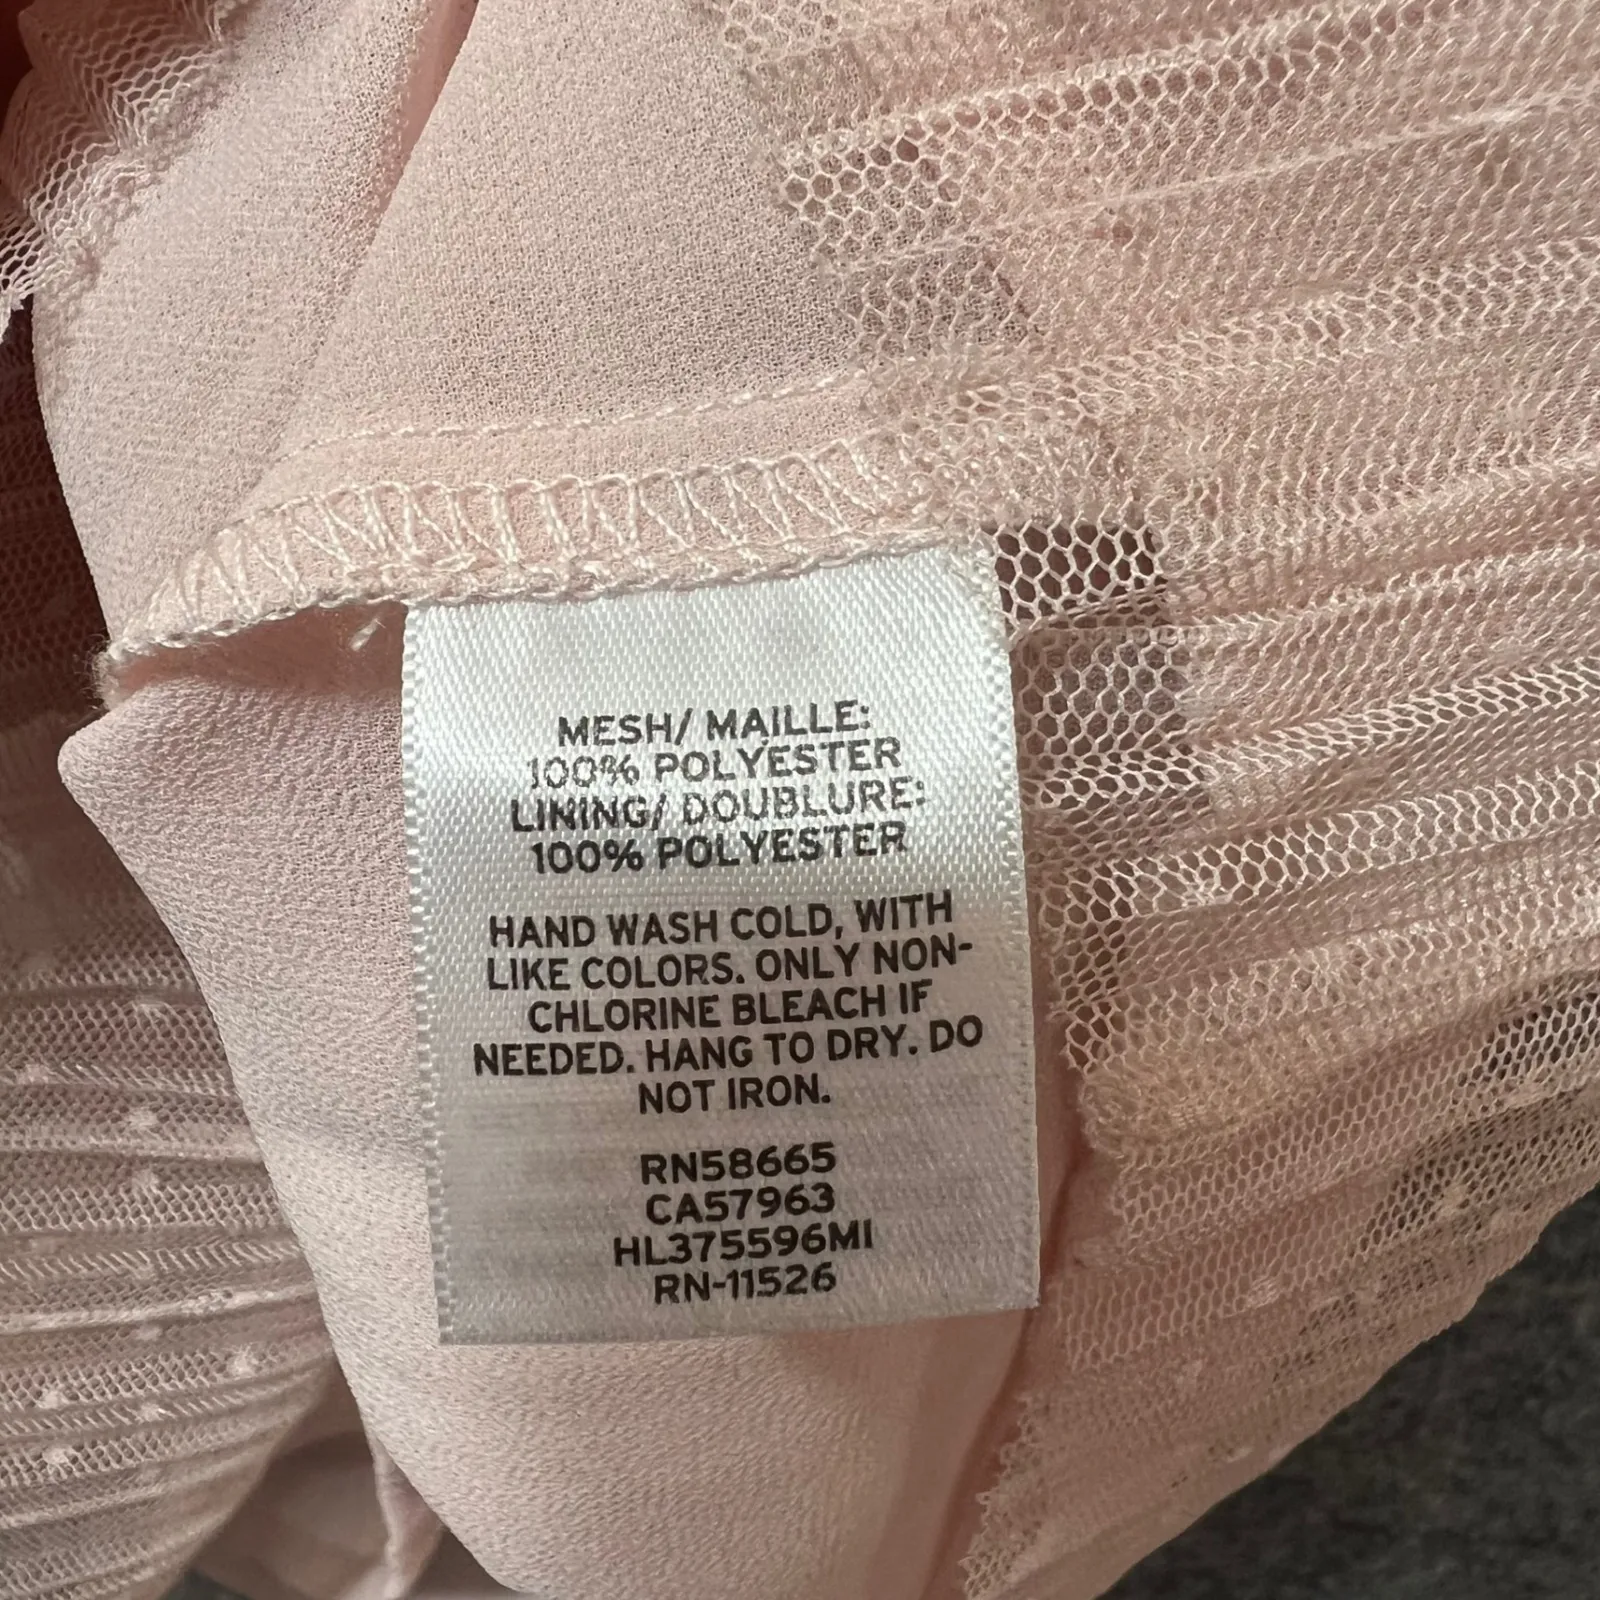 MESH/ MAILLE:
100% POLYESTER
LINING/ DOUBLURE:
100% POLYESTER
HAND WASH COLD, WITH
LIKE COLORS. ONLY NON-
CHLORINE BLEACH IF
NEEDED. HANG TO DRY. DO
NOT IRON.
RN58665
CA57963
HL375596MI
RN-11526